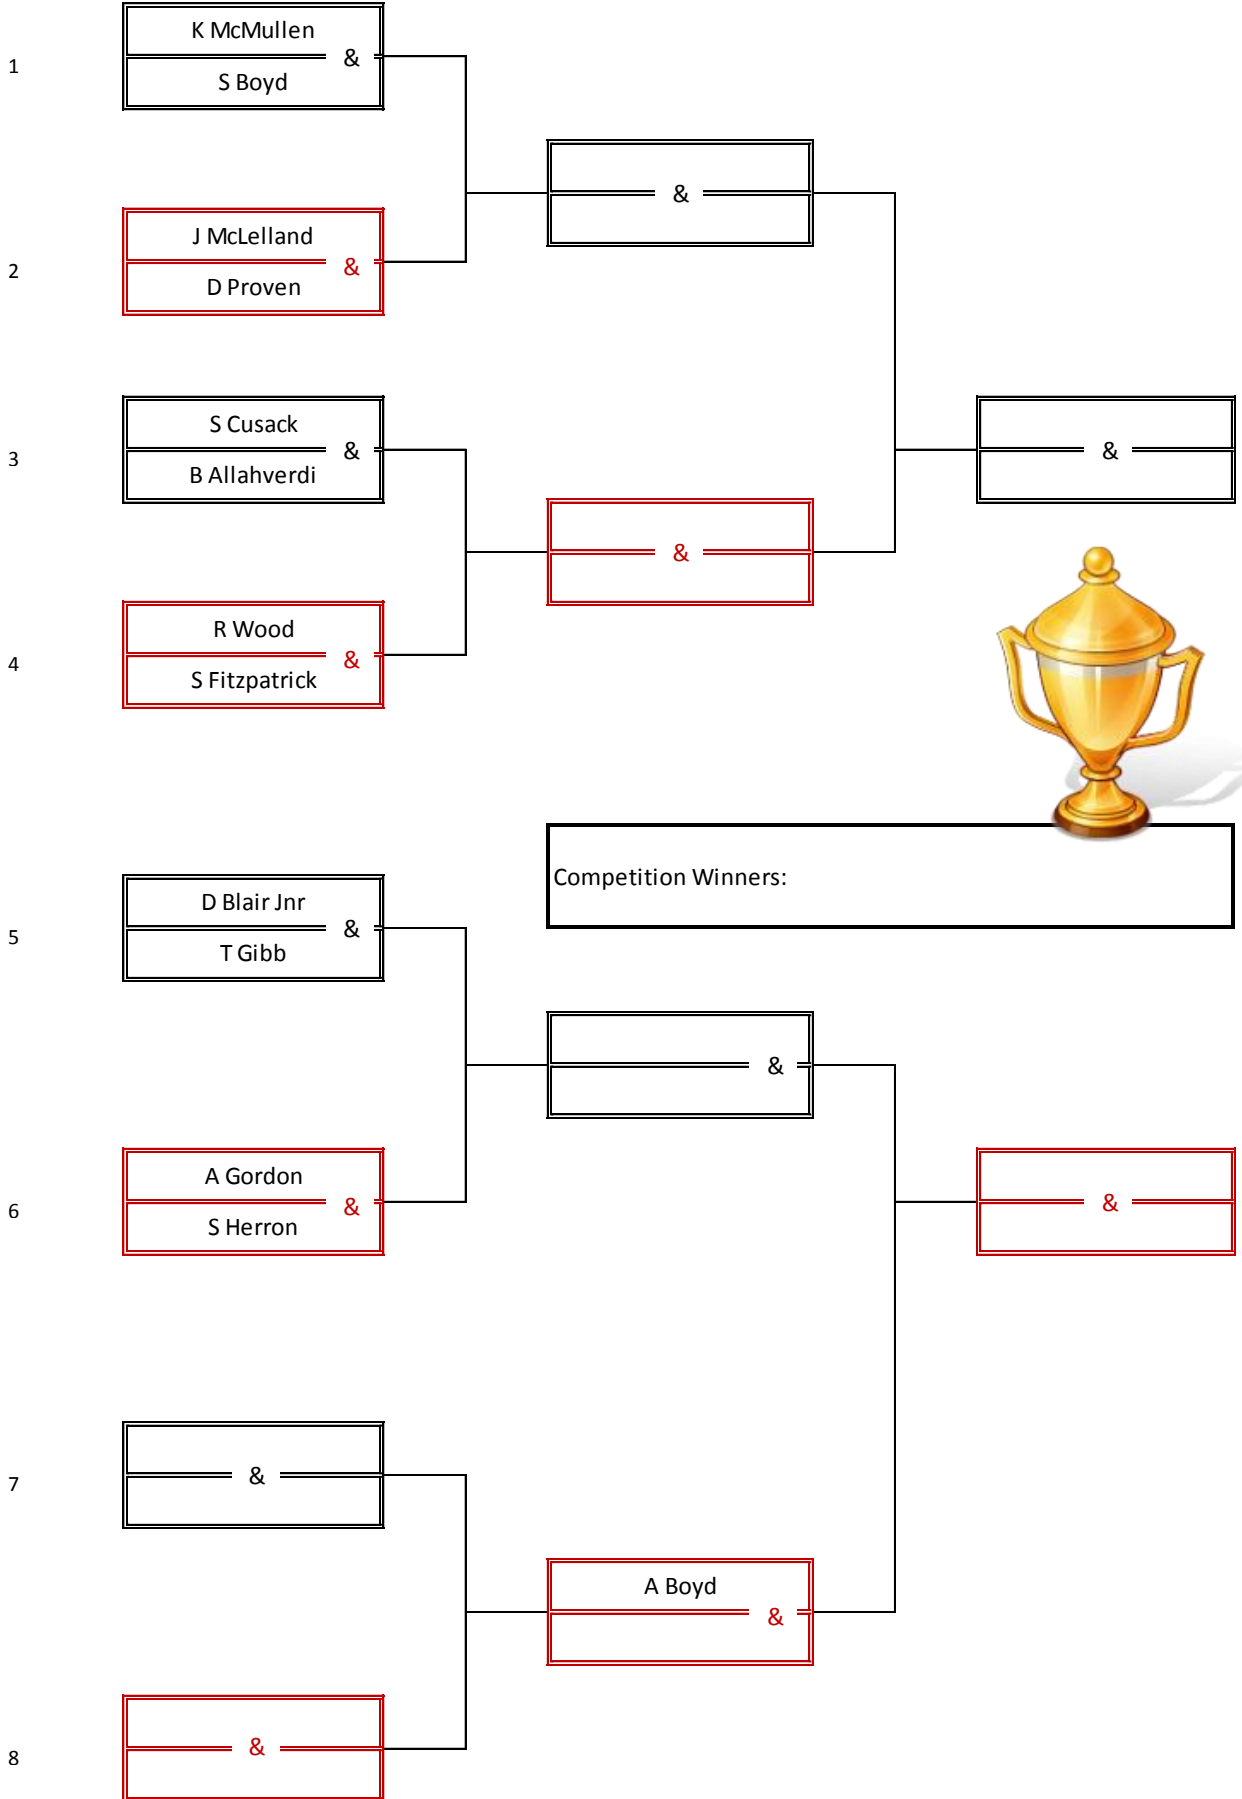 K McMullen
1 &
S Boyd
&
J McLelland
2 &
D Proven
S Cusack
3 & &
B Allahverdi
&
R Wood
4 &
S Fitzpatrick
Competition Winners:
D Blair Jnr
5 &
T Gibb
&
A Gordon
6 & &
S Herron
7 &
A Boyd
&
8 &